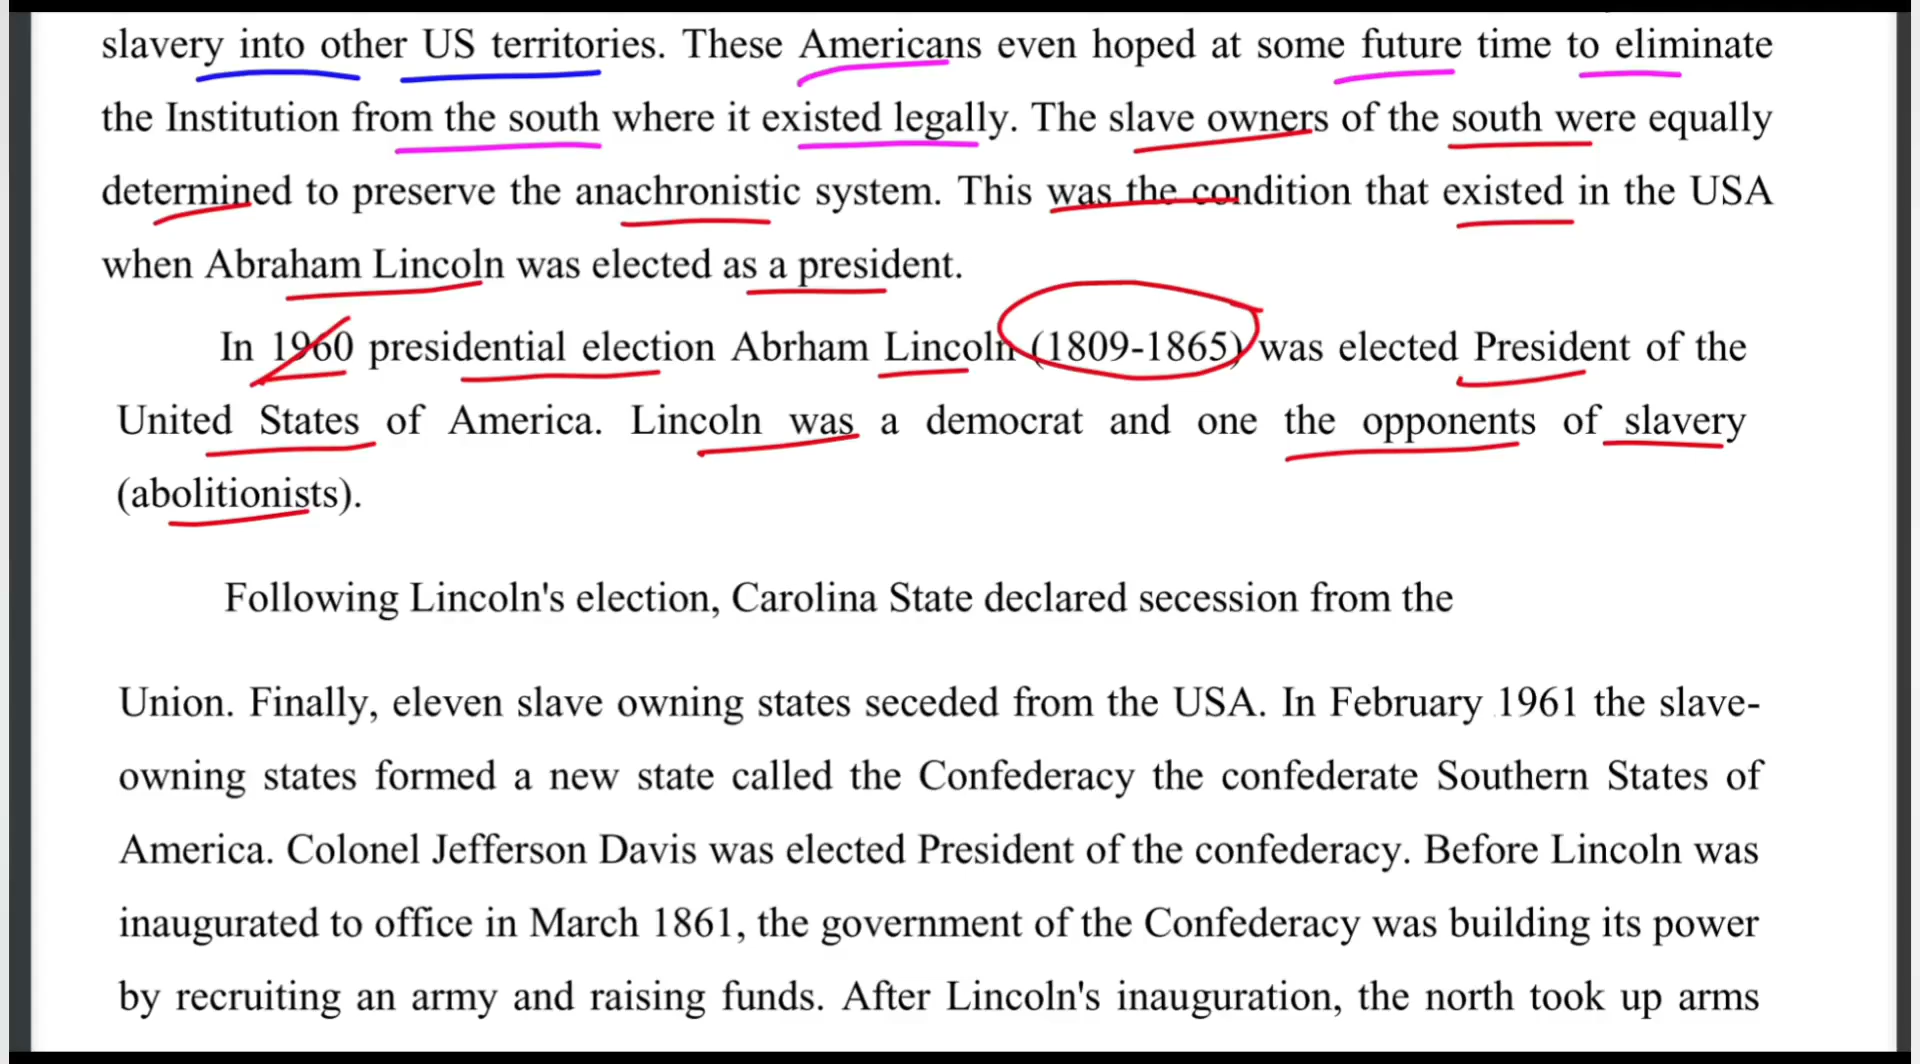 slavery into other US territories. These Americans even hoped at some future time to eliminate
the Institution from the south where it existed legally. The slave owners of the south were equally
determined to preserve the anachronistic system. This was the condition that existed in the USA
when Abraham Lincoln was elected as a president.
In 1960 presidential election Abrham Lincoln (1809-1865) was elected President of the
United States of America. Lincoln was a democrat and one the opponents of slavery
(abolitionists).
Following Lincoln's election, Carolina State declared secession from the
Union. Finally, eleven slave owning states seceded from the USA. In February 1961 the slave-
owning states formed a new state called the Confederacy the confederate Southern States of
America. Colonel Jefferson Davis was elected President of the confederacy. Before Lincoln was
inaugurated to office in March 1861, the government of the Confederacy was building its power
by recruiting an army and raising funds. After Lincoln's inauguration, the north took up arms